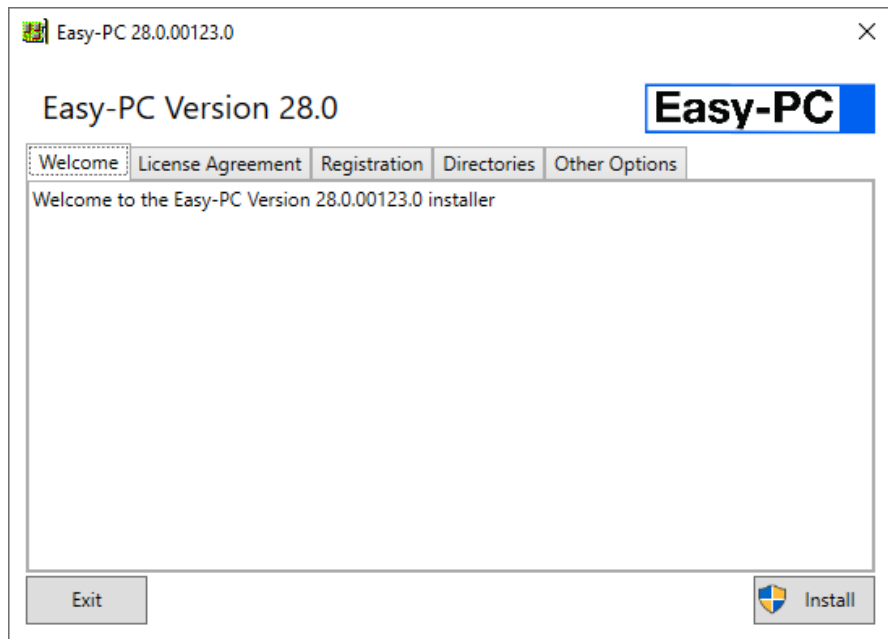 Easy-PC 28.0.00123.0
Easy-PC Version 28.0
Easy-PC
Welcome License Agreement Registration Directories Other Options
Welcome to the Easy-PC Version 28.0.00123.0 installer
Exit Install